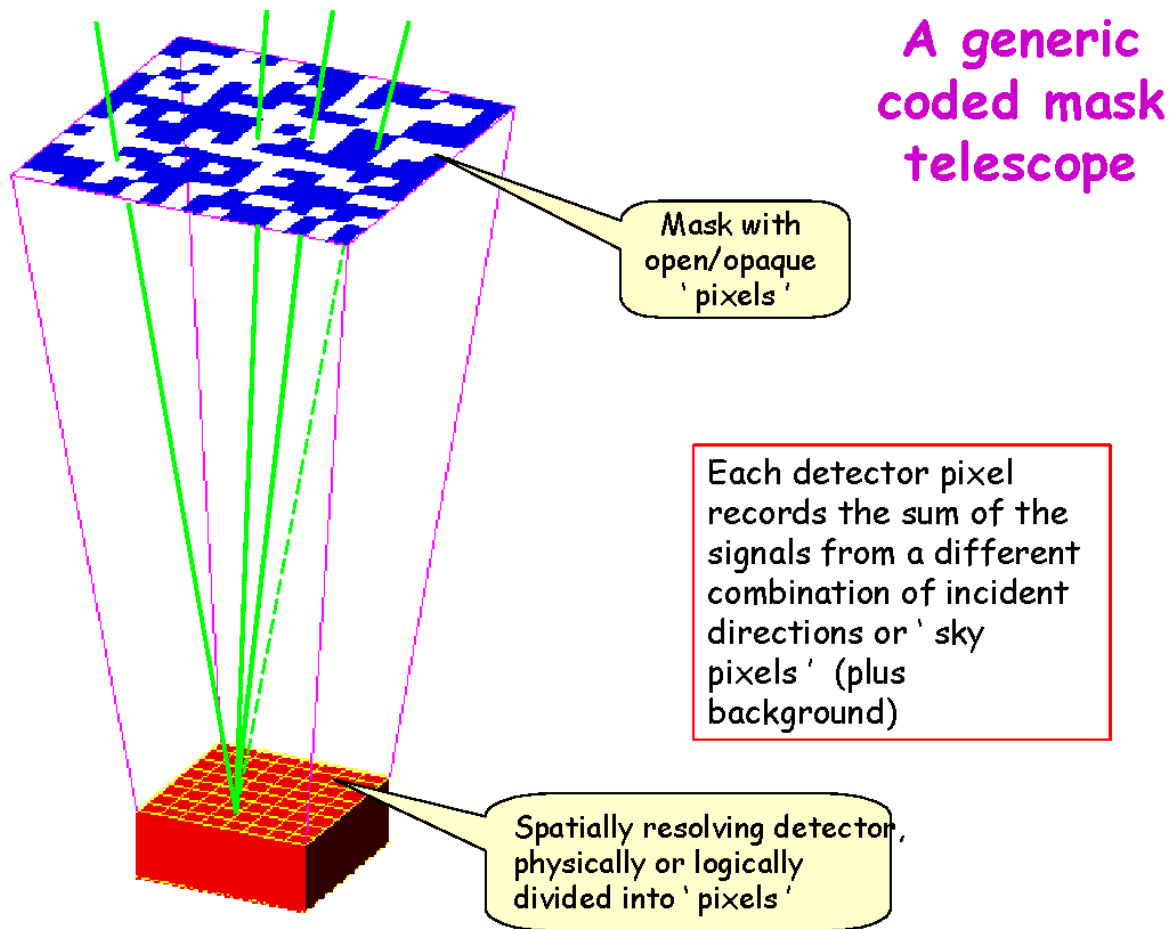 A generic
coded mask
telescope
Mask with
open/opaque
‘ pixels ’
Each detector pixel
records the sum of the
signals from a different
combination of incident
directions or ‘ sky
pixels ’ (plus
background)
Spatially resolving detector,
physically or logically
divided into ‘ pixels ’